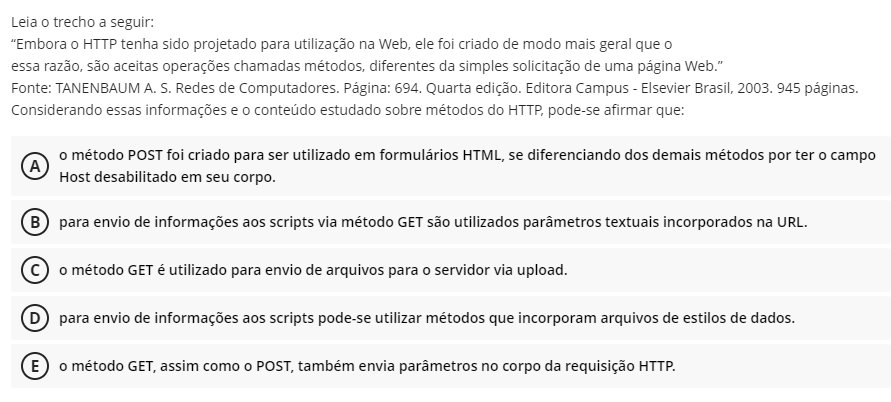 Leia o trecho a seguir:
“Embora o HTTP tenha sido projetado para utilização na Web, ele foi criado de modo mais geral que o
essa razão, são aceitas operações chamadas métodos, diferentes da simples solicitação de uma página Web.”
Fonte: TANENBAUM A. S. Redes de Computadores. Página: 694. Quarta edição. Editora Campus - Elsevier Brasil, 2003. 945 páginas.
Considerando essas informações e o conteúdo estudado sobre métodos do HTTP, pode-se afirmar que:
A o método POST foi criado para ser utilizado em formulários HTML, se diferenciando dos demais métodos por ter o campo
Host desabilitado em seu corpo.
B para envio de informações aos scripts via método GET são utilizados parâmetros textuais incorporados na URL.
C o método GET é utilizado para envio de arquivos para o servidor via upload.
D para envio de informações aos scripts pode-se utilizar métodos que incorporam arquivos de estilos de dados.
E o método GET, assim como o POST, também envia parâmetros no corpo da requisição HTTP.